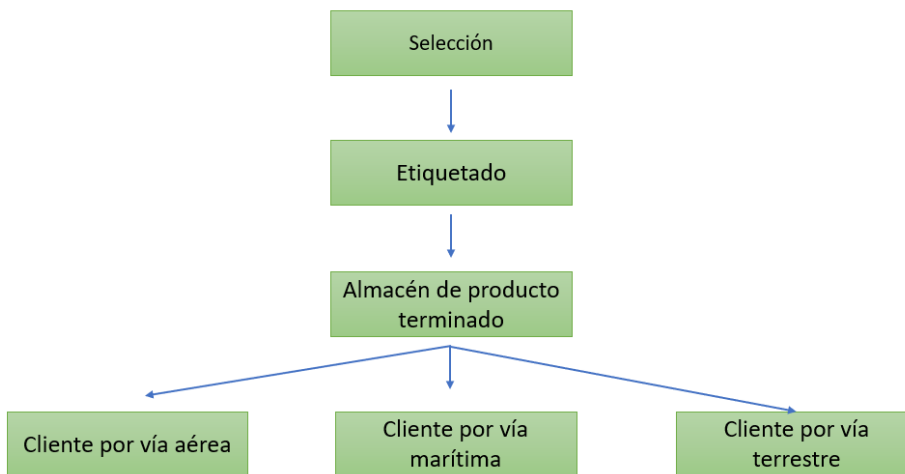 Selección
Etiquetado
Almacén de producto
terminado
Cliente por vía aérea
Cliente por vía
marítima
Cliente por vía
terrestre